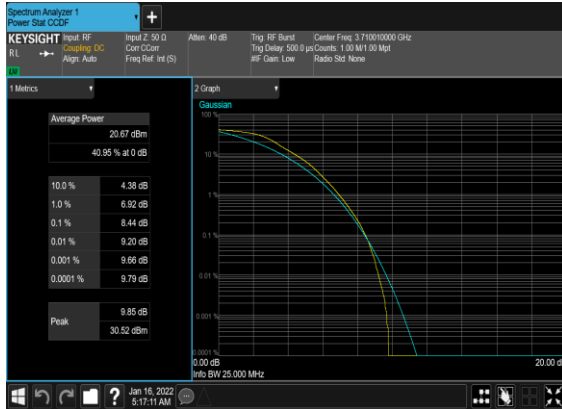 Spectrum Analyzer 1
Power Stat CCDF
+
KEYSIGHT
RL
LV
Input: RF
Coupling: DC
Align: Auto
Input Z: 50 Ω
Corr CCorr
Freq Ref: Int (S)
Atten: 40 dB
Trig: RF Burst
Trig Delay: 500.0 µs
#IF Gain: Low
Center Freq: 3.710010000 GHz
Counts: 1.00 M/1.00 Mpt
Radio Std: None
1 Metrics
Average Power
20.67 dBm
40.95 % at 0 dB
10.0 % 4.38 dB
1.0 % 6.92 dB
0.1 % 8.44 dB
0.01 % 9.20 dB
0.001 % 9.66 dB
0.0001 % 9.79 dB
Peak
9.85 dB
30.52 dBm
2 Graph
Gaussian
100 %
10 %
1 %
0.1 %
0.01 %
0.001 %
0.0001 %
0.00 dB
20.00 d
Info BW 25.000 MHz
?
Jan 16, 2022
5:17:11 AM